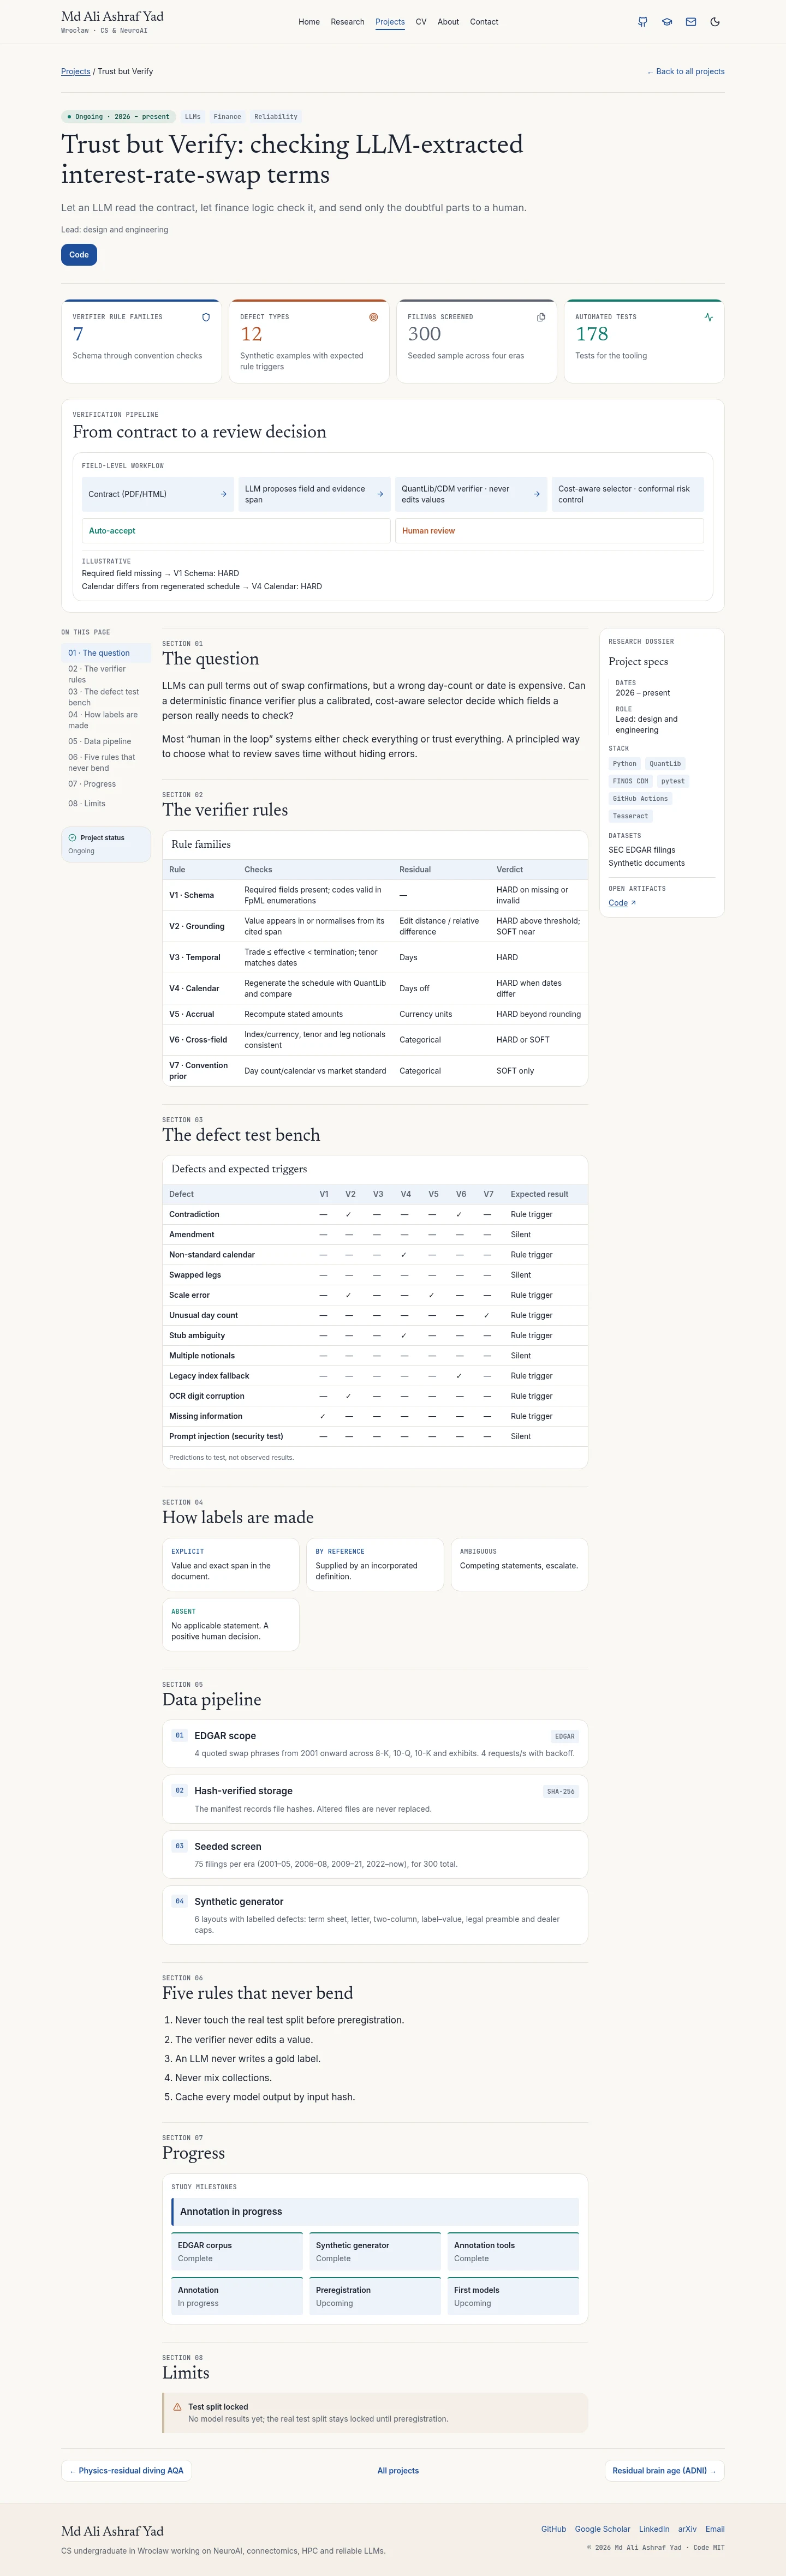 Md Ali Ashraf Yad
Wrocław · CS & NeuroAI
Home Research Projects CV About Contact
Projects / Trust but Verify
← Back to all projects
Ongoing · 2026 – present LLMs Finance Reliability
Trust but Verify: checking LLM-extracted
interest-rate-swap terms
Let an LLM read the contract, let finance logic check it, and send only the doubtful parts to a human.
Lead: design and engineering
Code
VERIFIER RULE FAMILIES
7
Schema through convention checks
DEFECT TYPES
12
Synthetic examples with expected
rule triggers
FILINGS SCREENED
300
Seeded sample across four eras
AUTOMATED TESTS
178
Tests for the tooling
VERIFICATION PIPELINE
From contract to a review decision
FIELD-LEVEL WORKFLOW
Contract (PDF/HTML) →
LLM proposes field and evidence
span →
QuantLib/CDM verifier · never
edits values →
Cost-aware selector · conformal risk
control
Auto-accept
Human review
ILLUSTRATIVE
Required field missing → V1 Schema: HARD
Calendar differs from regenerated schedule → V4 Calendar: HARD
ON THIS PAGE
01 · The question
02 · The verifier
rules
03 · The defect test
bench
04 · How labels are
made
05 · Data pipeline
06 · Five rules that
never bend
07 · Progress
08 · Limits
Project status
Ongoing
SECTION 01
The question
LLMs can pull terms out of swap confirmations, but a wrong day-count or date is expensive. Can
a deterministic finance verifier plus a calibrated, cost-aware selector decide which fields a
person really needs to check?
Most “human in the loop” systems either check everything or trust everything. A principled way
to choose what to review saves time without hiding errors.
SECTION 02
The verifier rules
Rule families
Rule Checks Residual Verdict
V1 · Schema Required fields present; codes valid in
FpML enumerations — HARD on missing or
invalid
V2 · Grounding Value appears in or normalises from its
cited span Edit distance / relative
difference HARD above threshold;
SOFT near
V3 · Temporal Trade ≤ effective < termination; tenor
matches dates Days HARD
V4 · Calendar Regenerate the schedule with QuantLib
and compare Days off HARD when dates
differ
V5 · Accrual Recompute stated amounts Currency units HARD beyond rounding
V6 · Cross-field Index/currency, tenor and leg notionals
consistent Categorical HARD or SOFT
V7 · Convention
prior Day count/calendar vs market standard Categorical SOFT only
SECTION 03
The defect test bench
Defects and expected triggers
Defect V1 V2 V3 V4 V5 V6 V7 Expected result
Contradiction — ✓ — — — ✓ — Rule trigger
Amendment — — — — — — — Silent
Non-standard calendar — — — ✓ — — — Rule trigger
Swapped legs — — — — — — — Silent
Scale error — ✓ — — ✓ — — Rule trigger
Unusual day count — — — — — — ✓ Rule trigger
Stub ambiguity — — — ✓ — — — Rule trigger
Multiple notionals — — — — — — — Silent
Legacy index fallback — — — — — ✓ — Rule trigger
OCR digit corruption — ✓ — — — — — Rule trigger
Missing information ✓ — — — — — — Rule trigger
Prompt injection (security test) — — — — — — — Silent
Predictions to test, not observed results.
SECTION 04
How labels are made
EXPLICIT
Value and exact span in the
document.
BY REFERENCE
Supplied by an incorporated
definition.
AMBIGUOUS
Competing statements, escalate.
ABSENT
No applicable statement. A
positive human decision.
SECTION 05
Data pipeline
01 EDGAR scope EDGAR
4 quoted swap phrases from 2001 onward across 8-K, 10-Q, 10-K and exhibits. 4 requests/s with backoff.
02 Hash-verified storage SHA-256
The manifest records file hashes. Altered files are never replaced.
03 Seeded screen
75 filings per era (2001–05, 2006–08, 2009–21, 2022–now), for 300 total.
04 Synthetic generator
6 layouts with labelled defects: term sheet, letter, two-column, label–value, legal preamble and dealer
caps.
SECTION 06
Five rules that never bend
1. Never touch the real test split before preregistration.
2. The verifier never edits a value.
3. An LLM never writes a gold label.
4. Never mix collections.
5. Cache every model output by input hash.
SECTION 07
Progress
STUDY MILESTONES
Annotation in progress
EDGAR corpus
Complete
Synthetic generator
Complete
Annotation tools
Complete
Annotation
In progress
Preregistration
Upcoming
First models
Upcoming
SECTION 08
Limits
Test split locked
No model results yet; the real test split stays locked until preregistration.
RESEARCH DOSSIER
Project specs
DATES
2026 – present
ROLE
Lead: design and
engineering
STACK
Python QuantLib
FINOS CDM pytest
GitHub Actions
Tesseract
DATASETS
SEC EDGAR filings
Synthetic documents
OPEN ARTIFACTS
Code ↗
← Physics-residual diving AQA
All projects
Residual brain age (ADNI) →
Md Ali Ashraf Yad
CS undergraduate in Wrocław working on NeuroAI, connectomics, HPC and reliable LLMs.
GitHub Google Scholar LinkedIn arXiv Email
© 2026 Md Ali Ashraf Yad · Code MIT